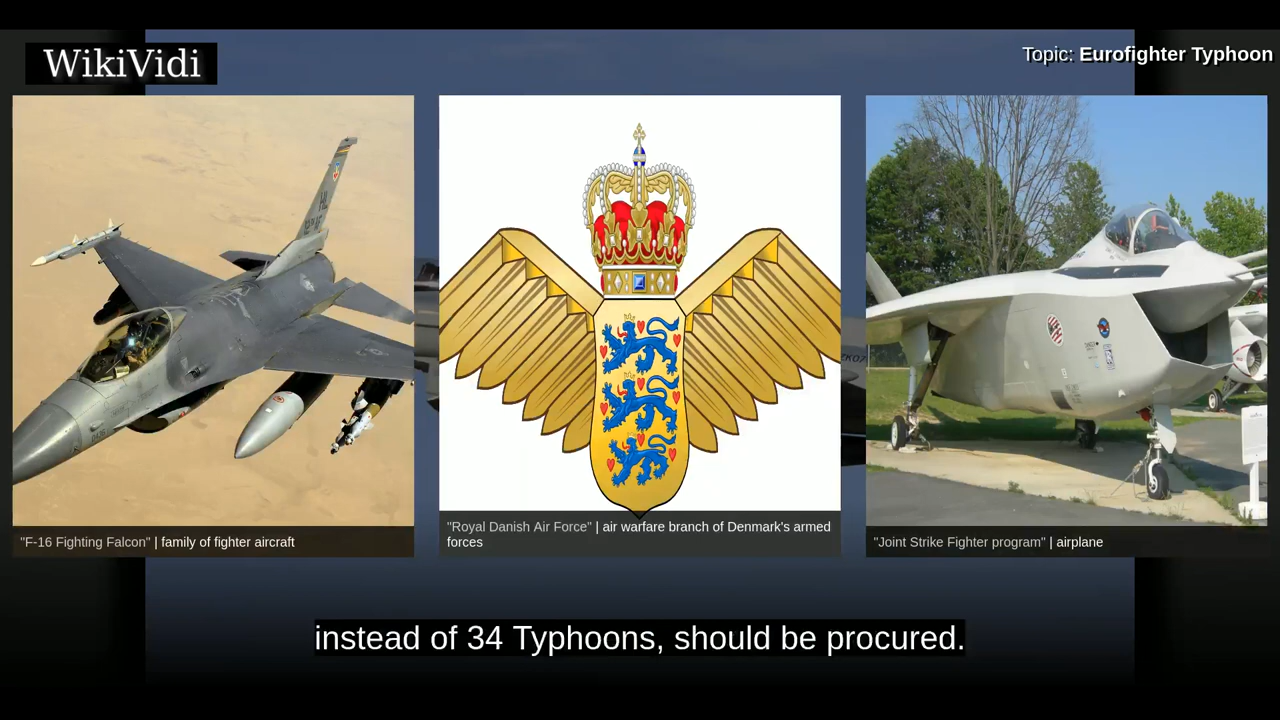 WikiVidi
Topic: Eurofighter Typhoon
"F-16 Fighting Falcon" | family of fighter aircraft
"Royal Danish Air Force" | air warfare branch of Denmark's armed
forces
"Joint Strike Fighter program" | airplane
instead of 34 Typhoons, should be procured.